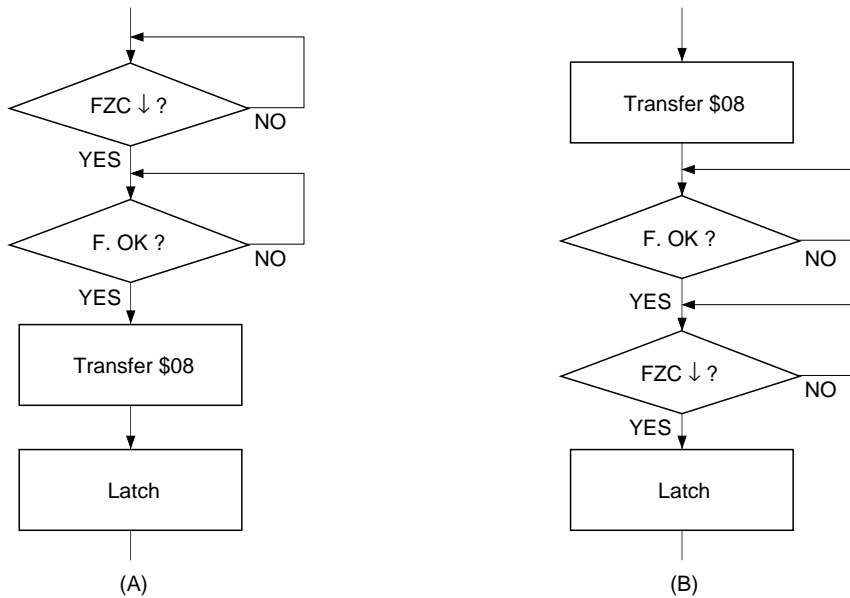 FZC ↓ ?
NO
YES
F. OK ?
NO
YES
Transfer $08
Latch
(A)
Transfer $08
F. OK ?
NO
YES
FZC ↓ ?
NO
YES
Latch
(B)